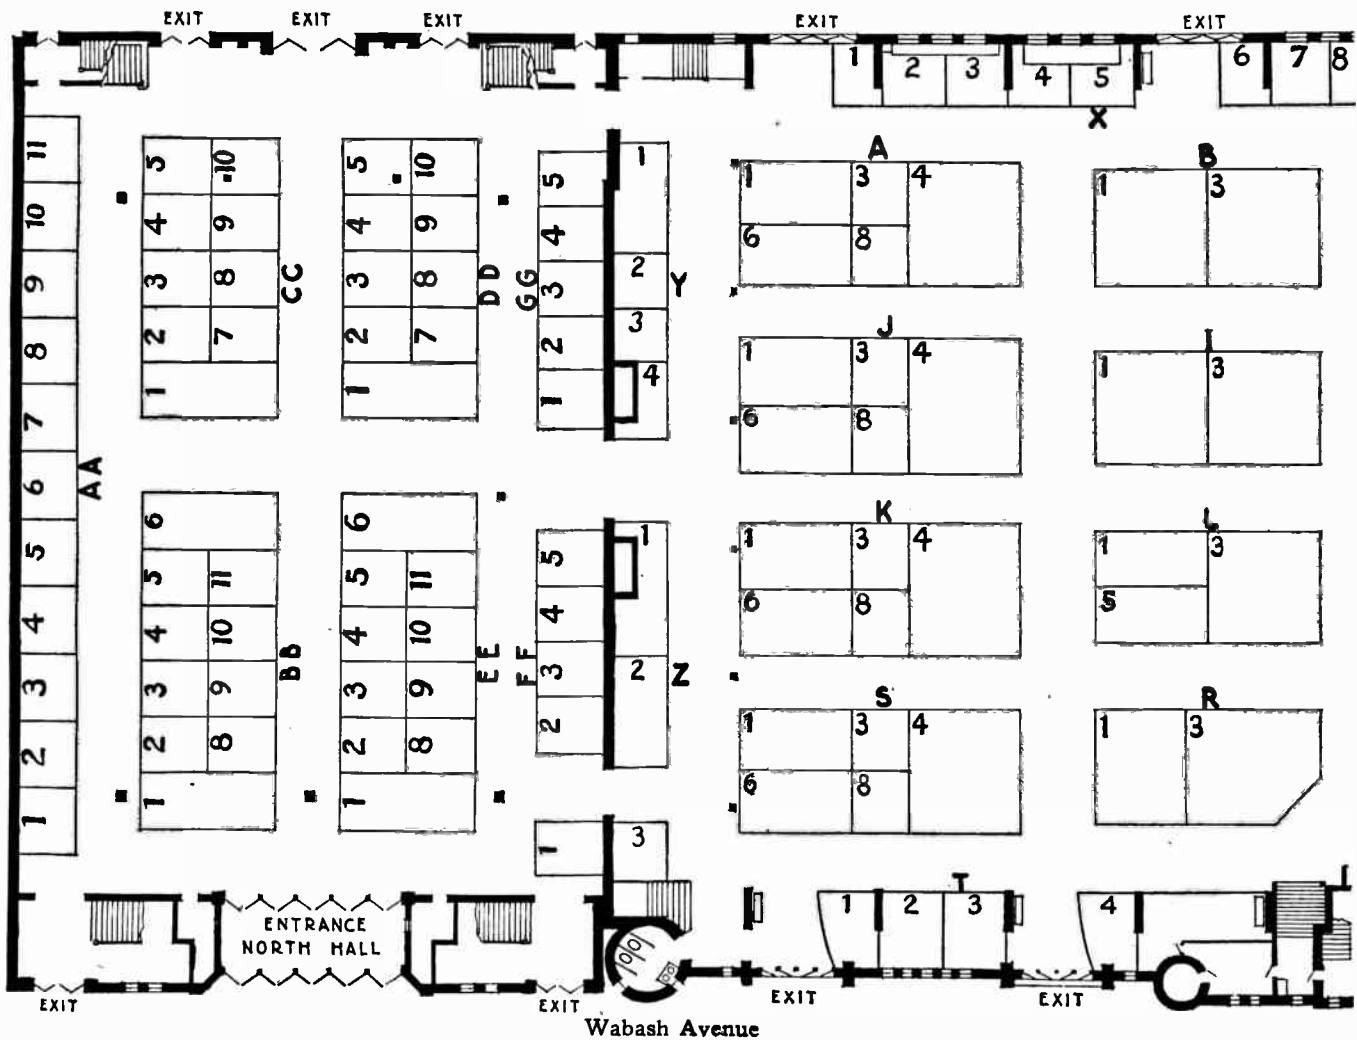 EXIT EXIT EXIT EXIT EXIT
1 2 3 4 5 6 7 8
X
11 10 9 8 7 6 5 4 3 2 1
AA
5 10
4 9
3 8
2 7
1
CC
5 10
4 9
3 8
2 7
1
DD
GG
5
4
3
2
1
1
2
3
4
Y
A
1 3 4
6 8
B
1 3
J
1 3 4
6 8
I
1 3
6
5 11
4 10
3 9
2 8
1
BB
6
5 11
4 10
3 9
2 8
1
EE
FF
5
4
3
2
1
1
2
3
Z
K
1 3 4
6 8
L
1 3
5
S
1 3 4
6 8
R
1 3
T
1 2 3 4
ENTRANCE
NORTH HALL
EXIT EXIT EXIT EXIT
Wabash Avenue